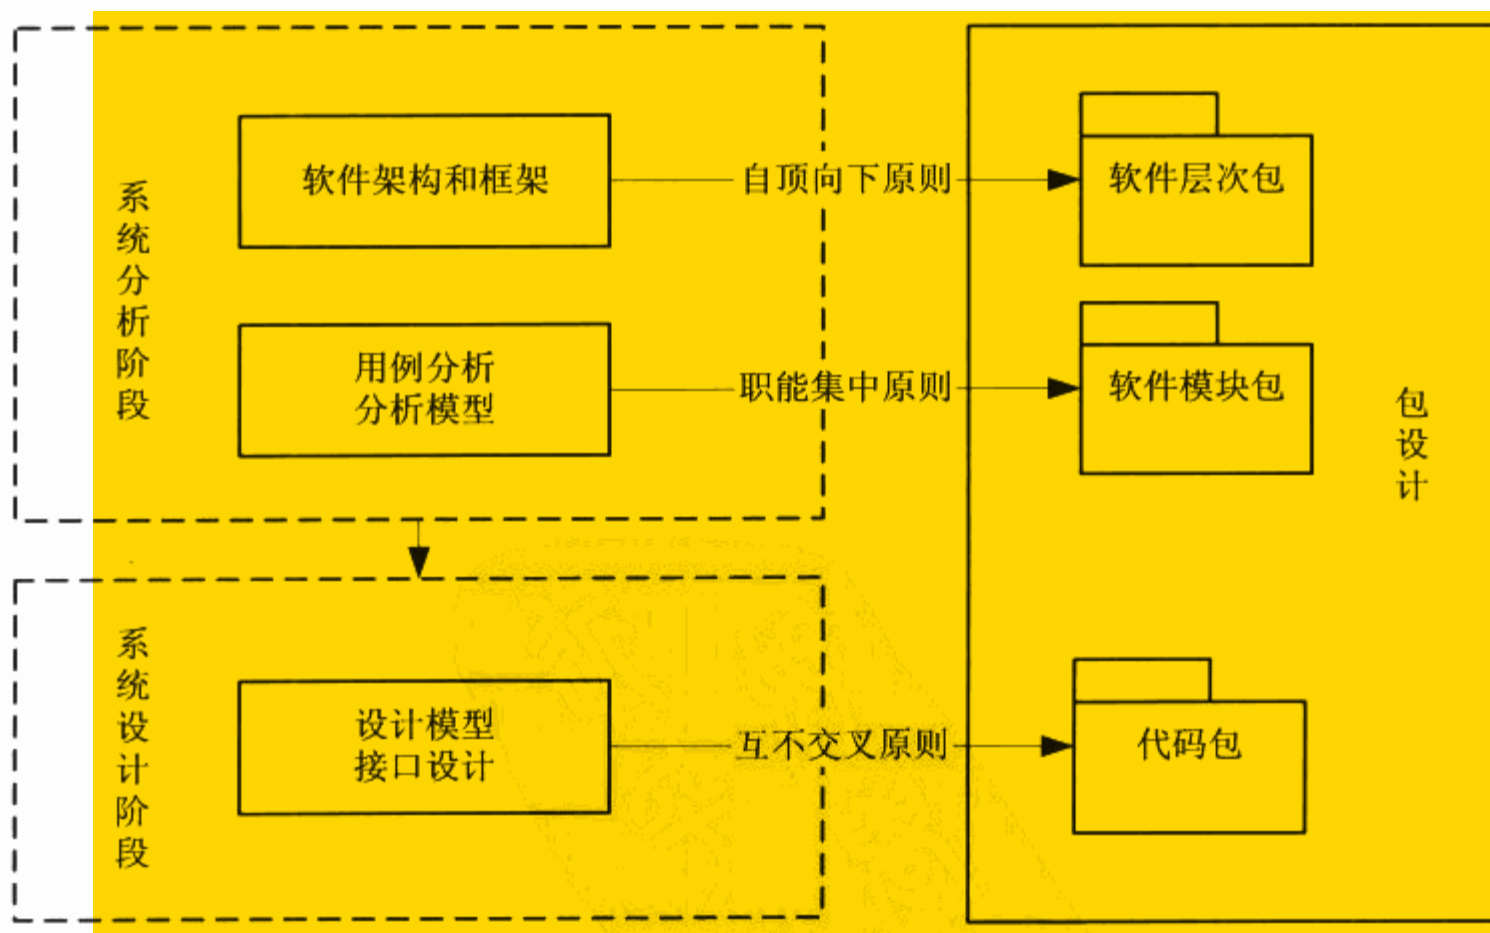 系统分析阶段
软件架构和框架
自顶向下原则
软件层次包
用例分析
分析模型
职能集中原则
软件模块包
包设计
系统设计阶段
设计模型
接口设计
互不交叉原则
代码包